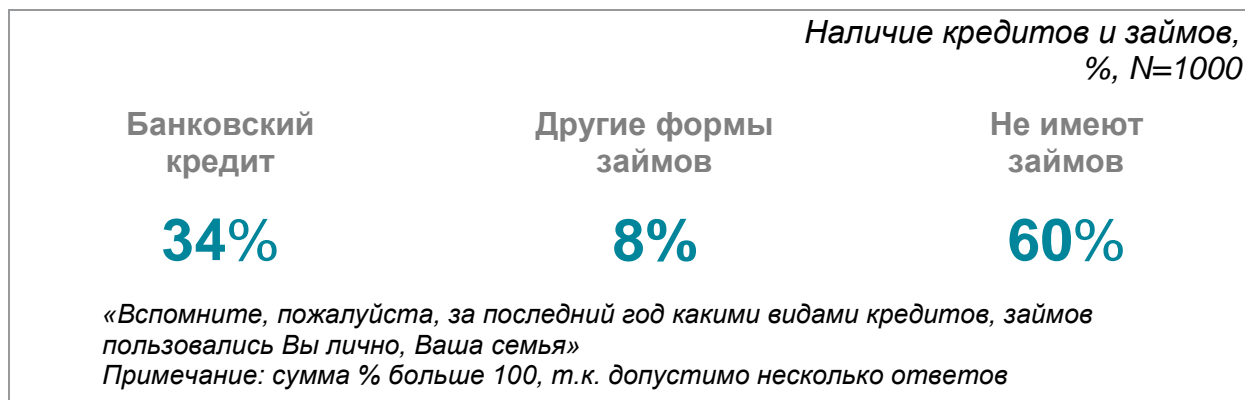 Наличие кредитов и займов,
%, N=1000
Банковский
кредит
Другие формы
займов
Не имеют
займов
34%
8%
60%
«Вспомните, пожалуйста, за последний год какими видами кредитов, займов
пользовались Вы лично, Ваша семья»
Примечание: сумма % больше 100, т.к. допустимо несколько ответов